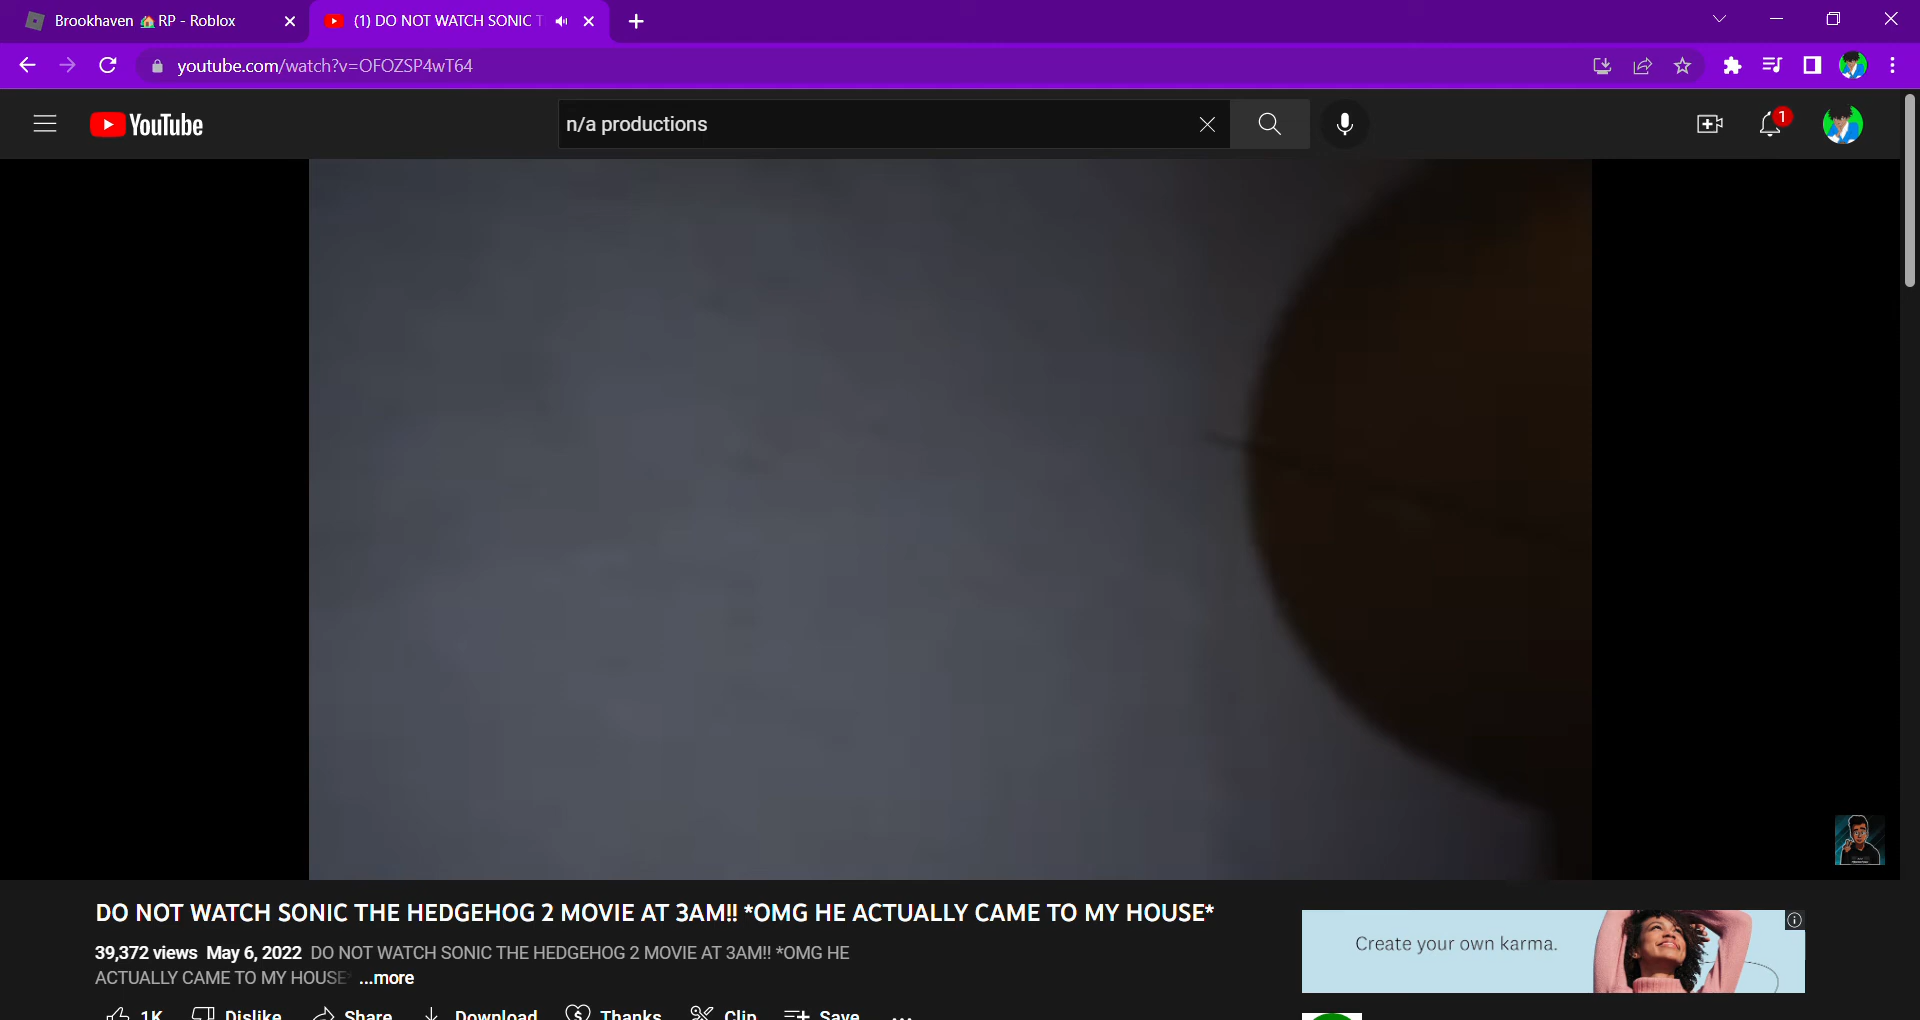 Brookhaven 🏠RP - Roblox
(1) DO NOT WATCH SONIC T
youtube.com/watch?v=OFOZSP4wT64
YouTube
n/a productions
1
DO NOT WATCH SONIC THE HEDGEHOG 2 MOVIE AT 3AM!! *OMG HE ACTUALLY CAME TO MY HOUSE*
39,372 views May 6, 2022 DO NOT WATCH SONIC THE HEDGEHOG 2 MOVIE AT 3AM!! *OMG HE
ACTUALLY CAME TO MY HOUSE* ...more
1K Dislike Share Download Thanks Clip Save ...
Create your own karma.